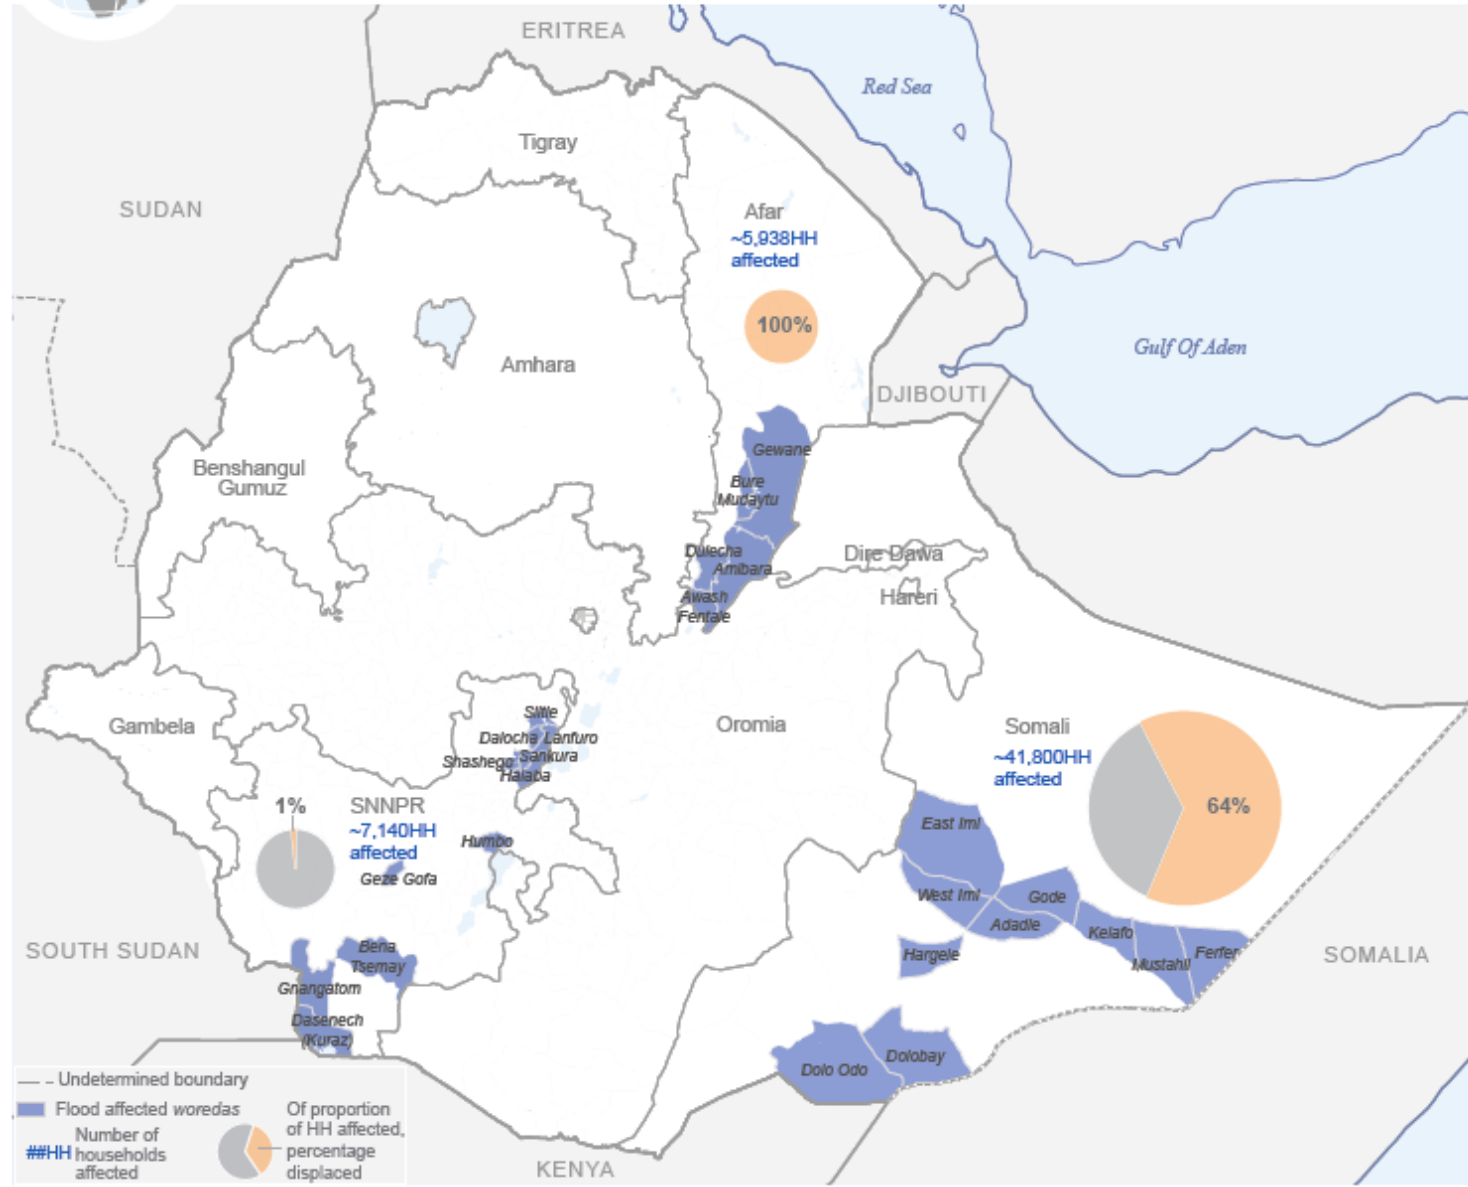 ERITREA
Red Sea
Tigray
SUDAN
Afar
~5,938HH
affected
100%
Gulf Of Aden
Amhara
DJIBOUTI
Gewane
Benshangul
Gumuz
Bure
Mudaytu
Dulecha
Amibara
Dire Dawa
Awash
Fentale
Hareri
Gambela
Siltie
Dalocha Lanfuro
Shashego Sankura
Halaba
Oromia
Somali
~41,800HH
affected
64%
1%
SNNPR
~7,140HH
affected
Humbo
Geze Gofa
East Imi
West Imi
Gode
Adadle
Kelafo
Hargele
Mustahil
Ferfer
SOUTH SUDAN
SOMALIA
Bena
Tsemay
Gnangatom
Dasenech
(Kuraz)
Dolo Odo
Dolobay
Undetermined boundary
Flood affected woredas
##HH
Number of
households
affected
Of proportion
of HH affected,
percentage
displaced
KENYA